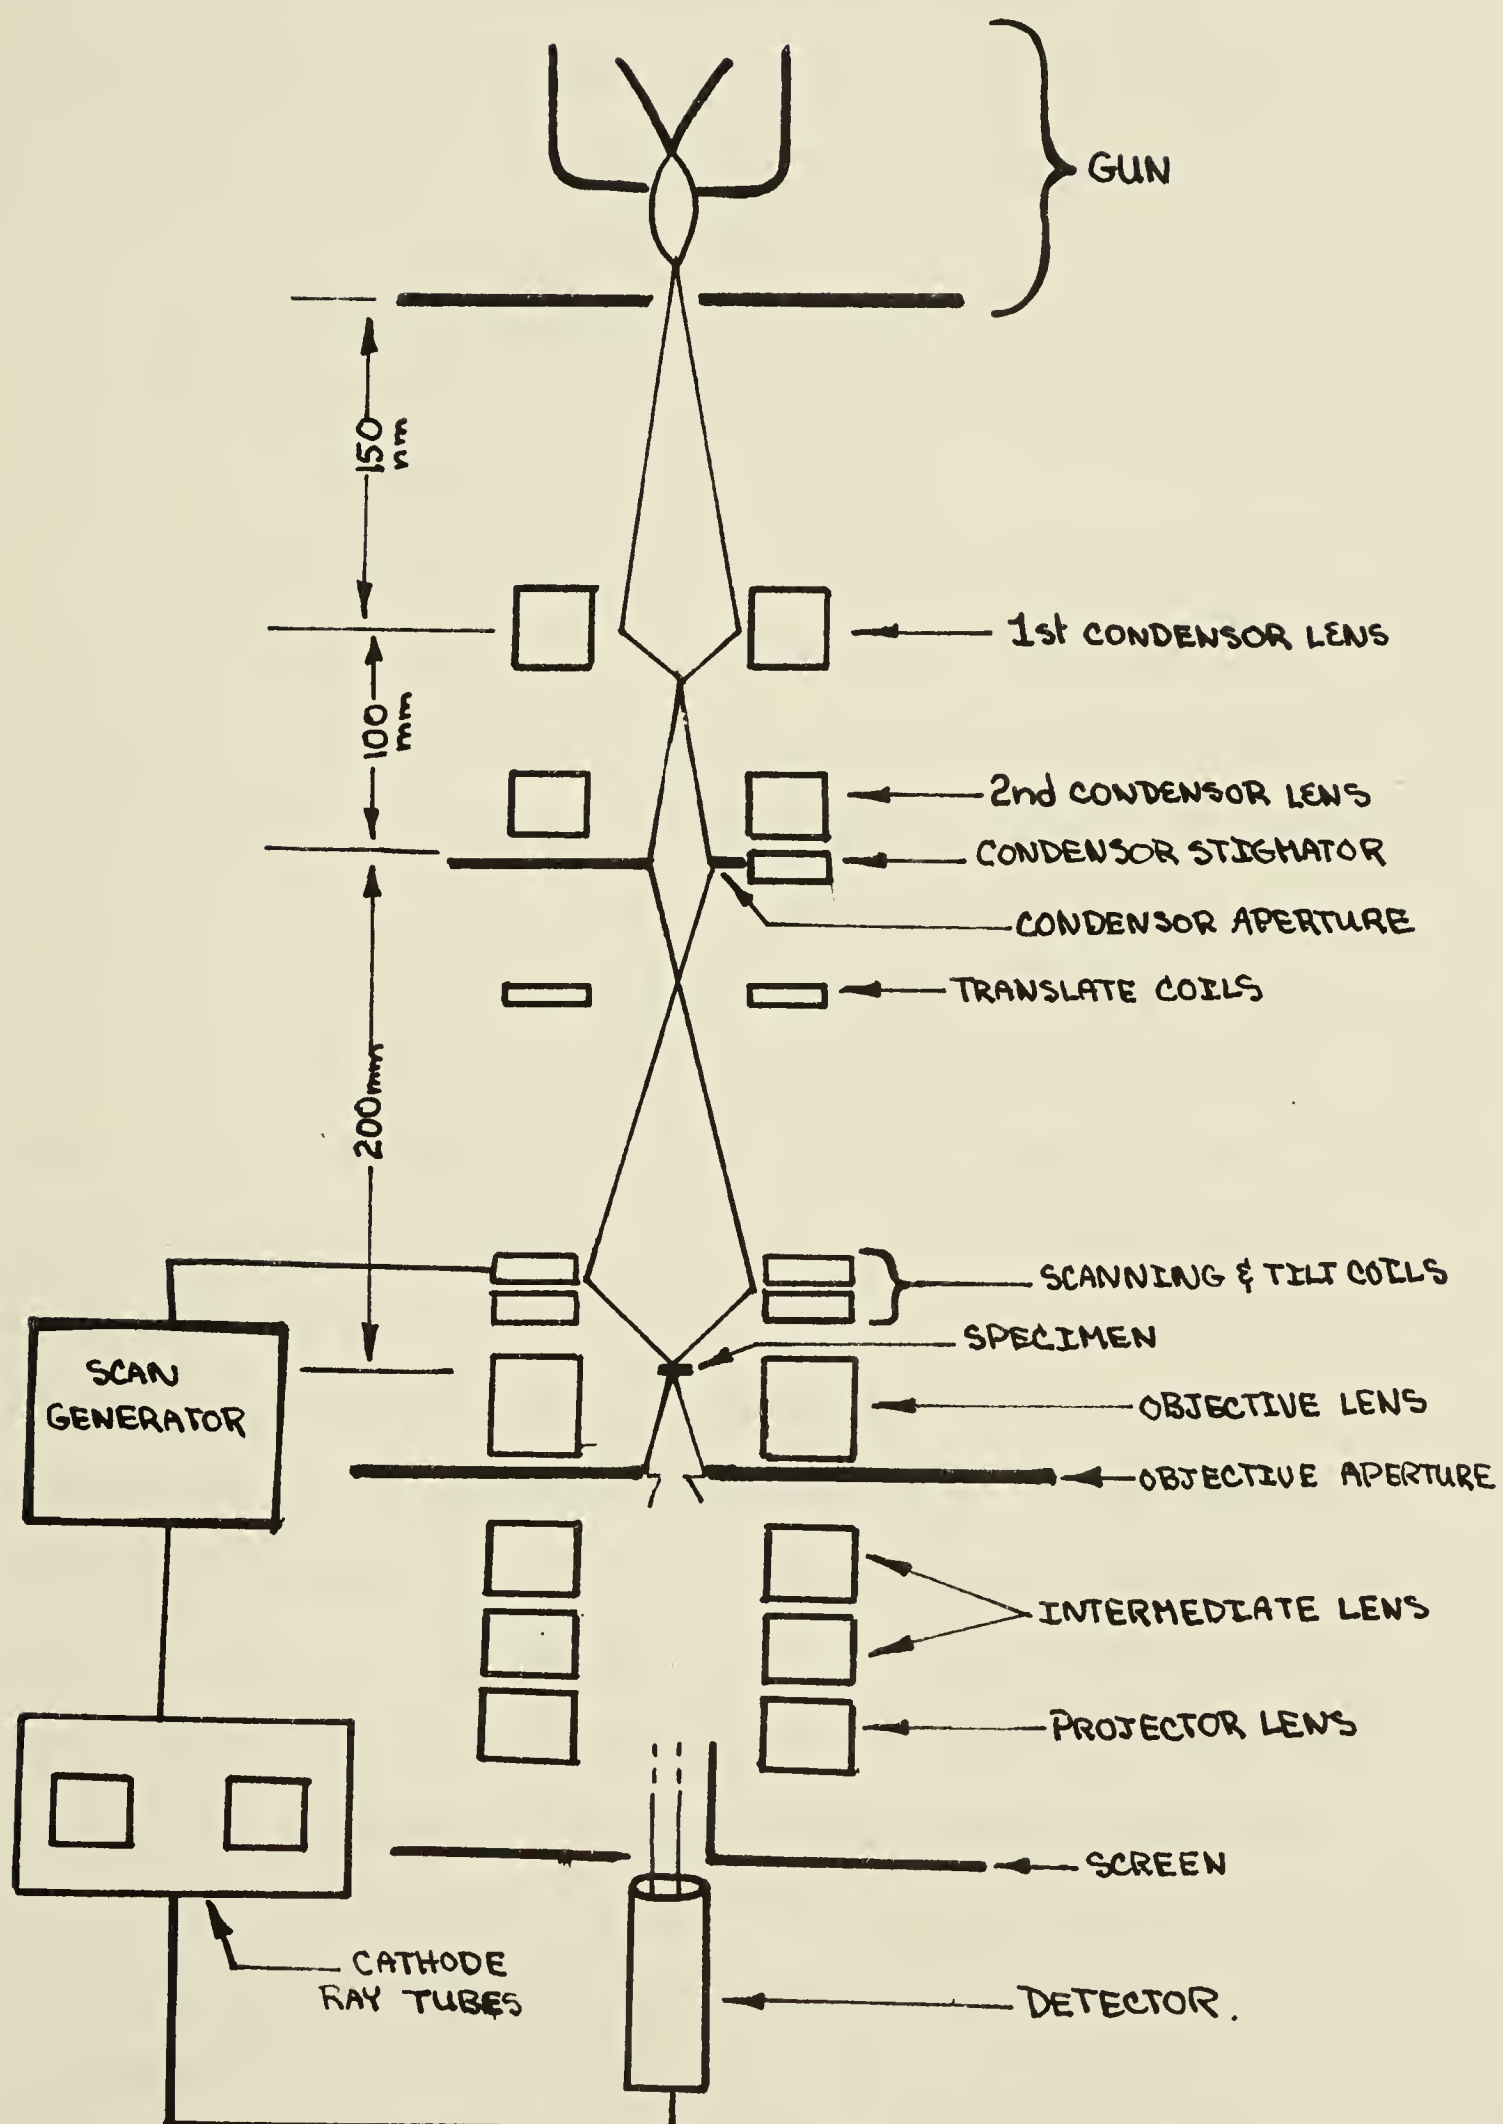 GUN
150
mm
1st CONDENSOR LENS
100
mm
2nd CONDENSOR LENS
CONDENSOR STIGMATOR
CONDENSOR APERTURE
TRANSLATE COILS
200mm
SCANNING & TILT COILS
SPECIMEN
SCAN
GENERATOR
OBJECTIVE LENS
OBJECTIVE APERTURE
INTERMEDIATE LENS
PROJECTOR LENS
SCREEN
CATHODE
RAY TUBES
DETECTOR.